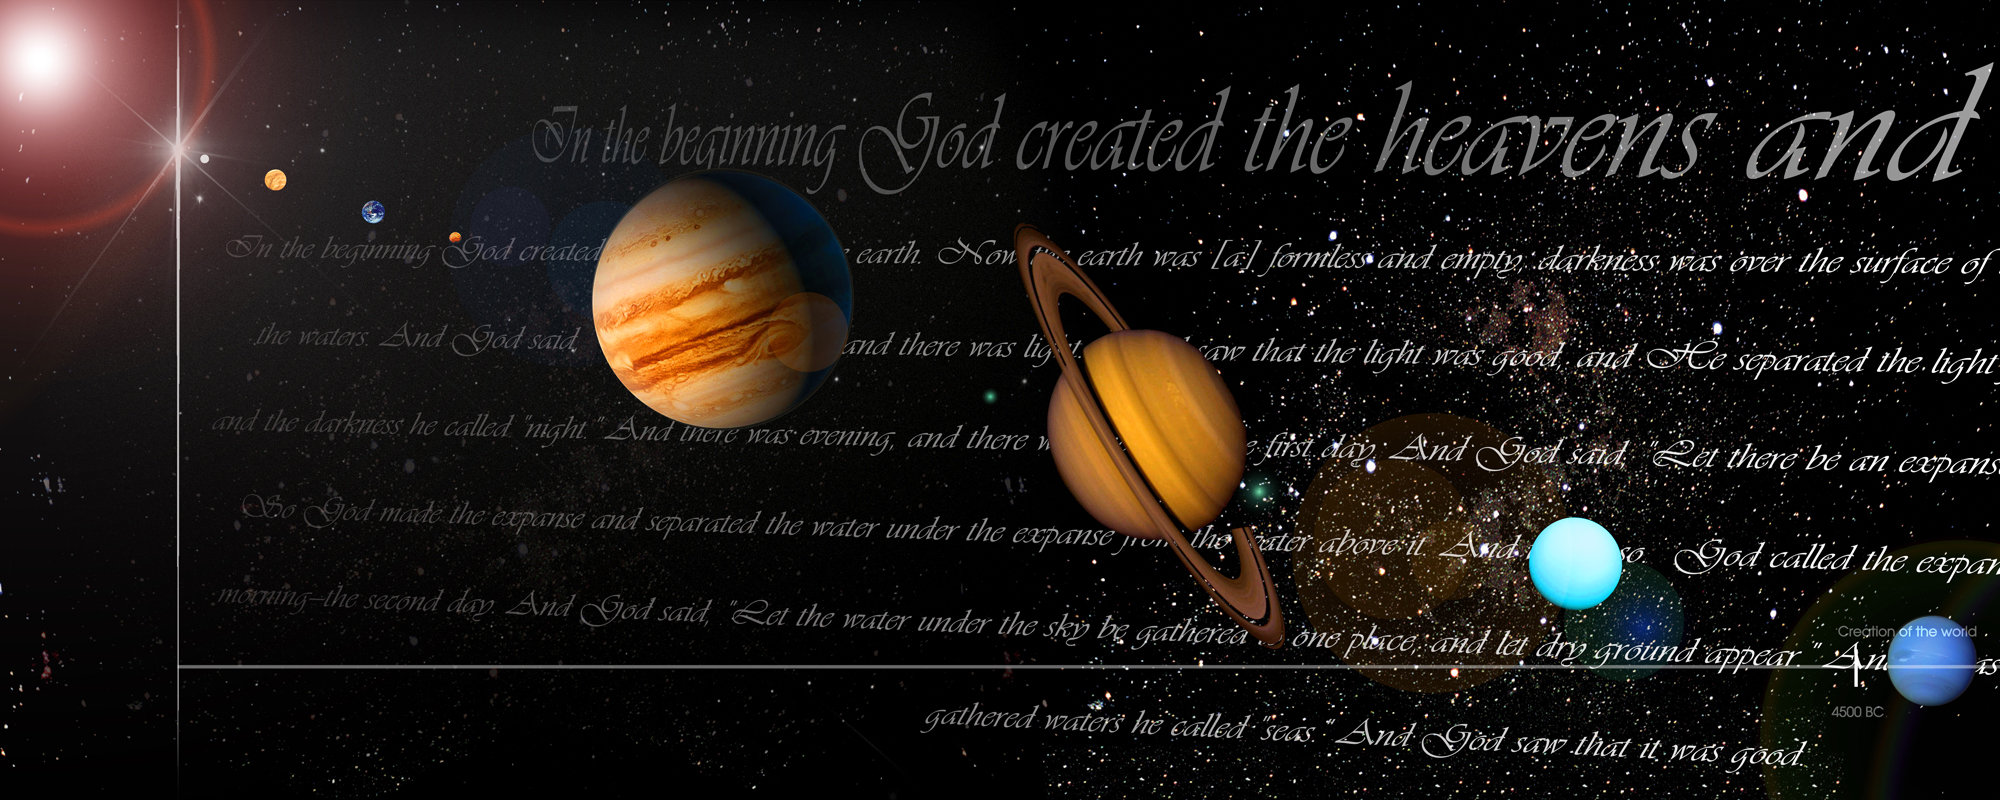 In the beginning God created the heavens and
In the beginning God created earth. Now the earth was [a] formless and empty, darkness was over the surface of
the waters. And God said, and there was light saw that the light was good, and He separated the light
and the darkness he called "night." And there was evening, and there first day. And God said, "Let there be an expanse
So God made the expanse and separated the water under the expanse from the water above it. And so. God called the expan
morning—the second day. And God said, "Let the water under the sky be gathered one place, and let dry ground appear." And
Creation of the world
4500 BC
gathered waters he called "seas." And God saw that it was good.